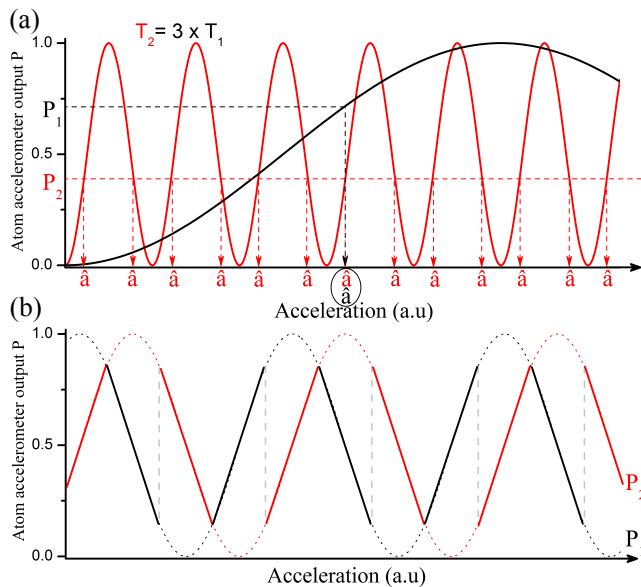 (a)
T₂= 3 x T₁
Atom accelerometer output P
1.0
P₁
0.5
P₂
0.0
â â â â â â â â â â â â â
â
Acceleration (a.u)
(b)
Atom accelerometer output P
1.0
0.5
0.0
P₂
P
Acceleration (a.u)